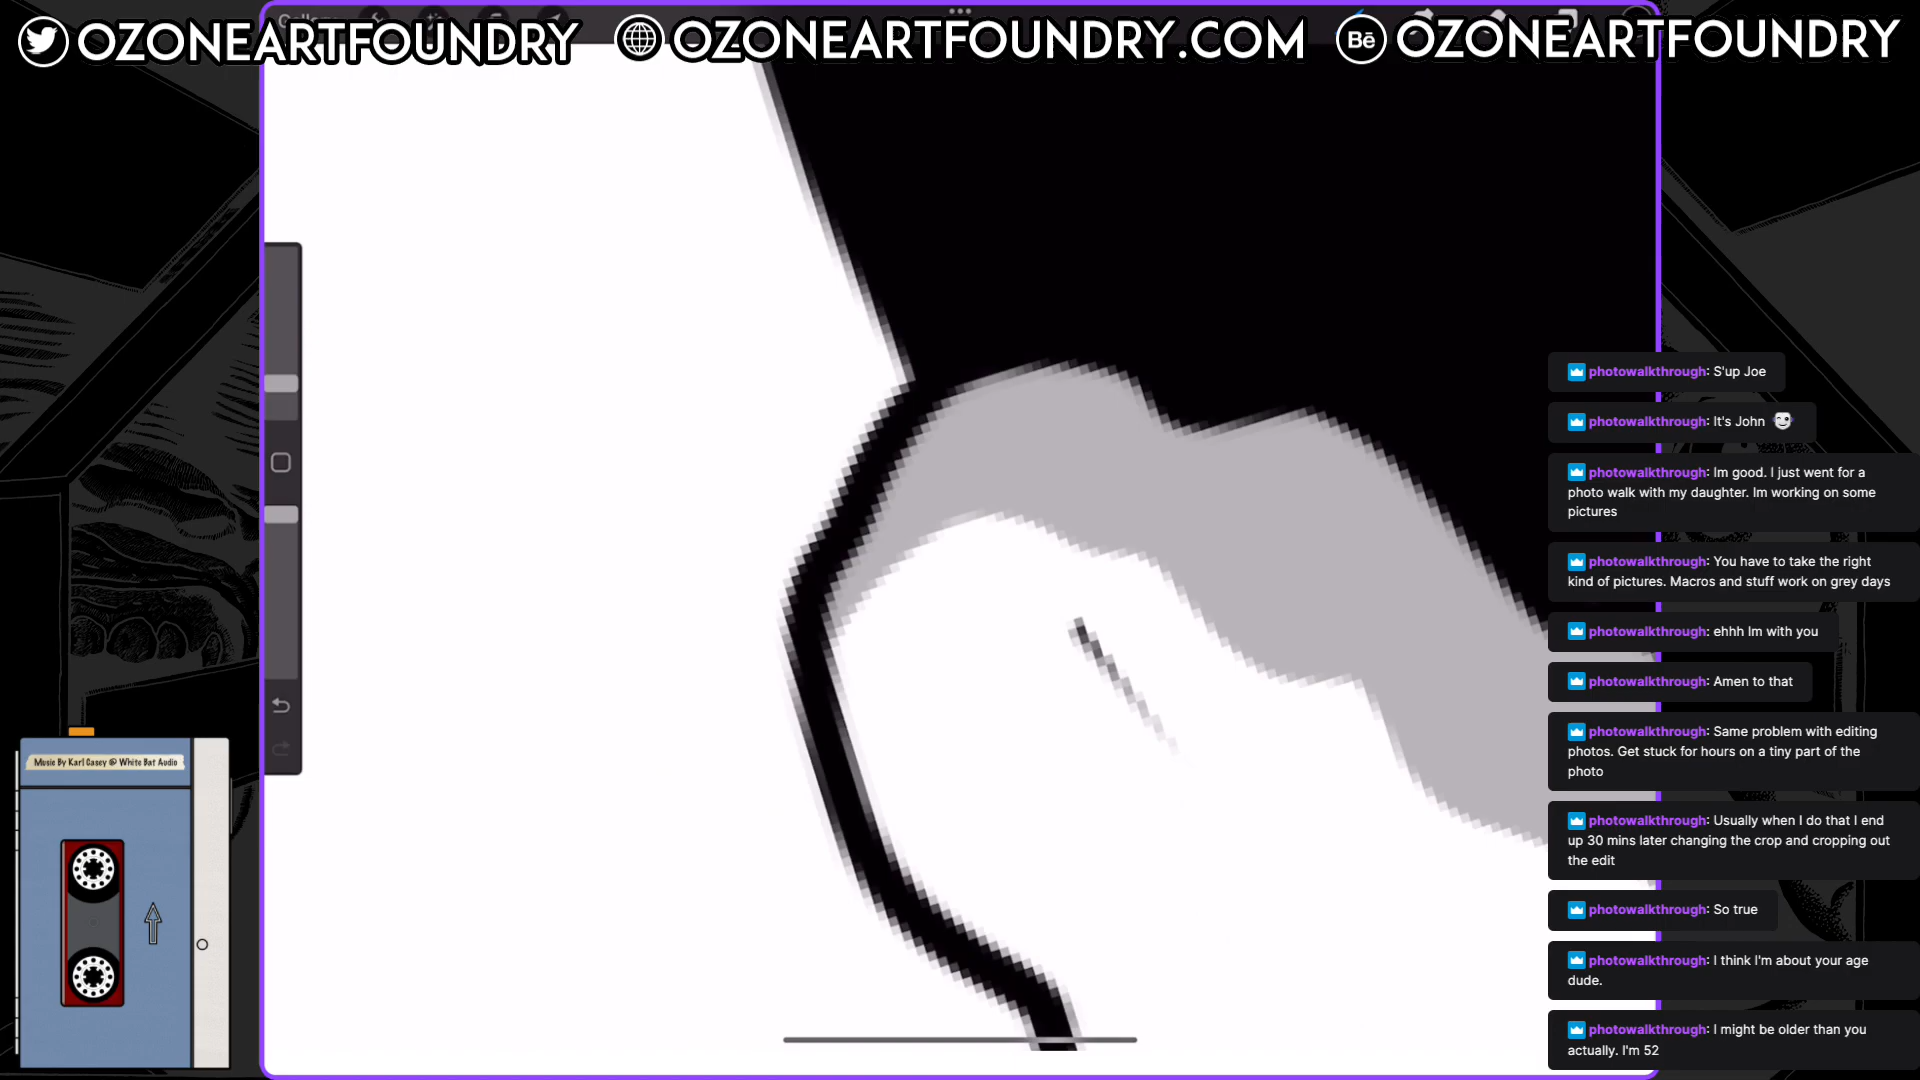 OZONEARTFOUNDRY OZONEARTFOUNDRY.COM Bē OZONEARTFOUNDRY
Gallery
photowalkthrough: S'up Joe
photowalkthrough: It's John
photowalkthrough: Im good. I just went for a
photo walk with my daughter. Im working on some
pictures
photowalkthrough: You have to take the right
kind of pictures. Macros and stuff work on grey days
photowalkthrough: ehhh Im with you
photowalkthrough: Amen to that
photowalkthrough: Same problem with editing
photos. Get stuck for hours on a tiny part of the
photo
photowalkthrough: Usually when I do that I end
up 30 mins later changing the crop and cropping out
the edit
photowalkthrough: So true
photowalkthrough: I think I'm about your age
dude.
photowalkthrough: I might be older than you
actually. I'm 52
Music By Karl Casey @ White Bat Audio